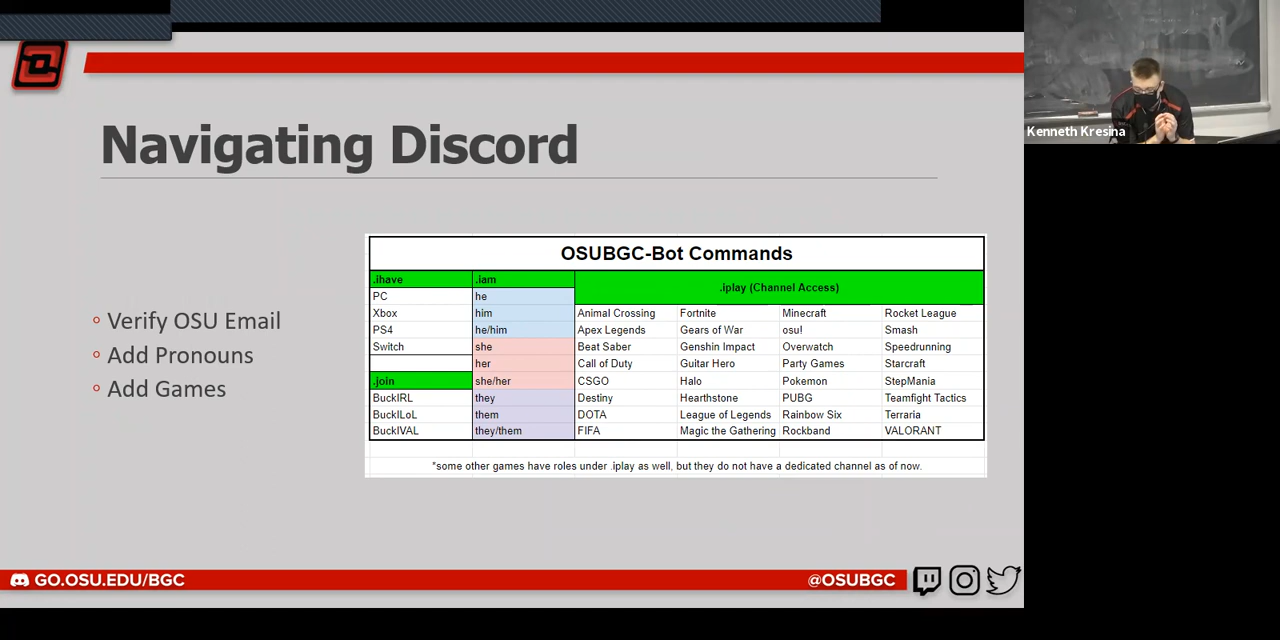 Navigating Discord
Kenneth Kresina
Verify OSU Email
Add Pronouns
Add Games
OSUBGC-Bot Commands
.ihave .iam .iplay (Channel Access)
PC he
Xbox him Animal Crossing Fortnite Minecraft Rocket League
PS4 he/him Apex Legends Gears of War osu! Smash
Switch she Beat Saber Genshin Impact Overwatch Speedrunning
her Call of Duty Guitar Hero Party Games Starcraft
.join she/her CSGO Halo Pokemon StepMania
BuckIRL they Destiny Hearthstone PUBG Teamfight Tactics
BuckILoL them DOTA League of Legends Rainbow Six Terraria
BuckIVAL they/them FIFA Magic the Gathering Rockband VALORANT
*some other games have roles under .iplay as well, but they do not have a dedicated channel as of now.
GO.OSU.EDU/BGC @OSUBGC